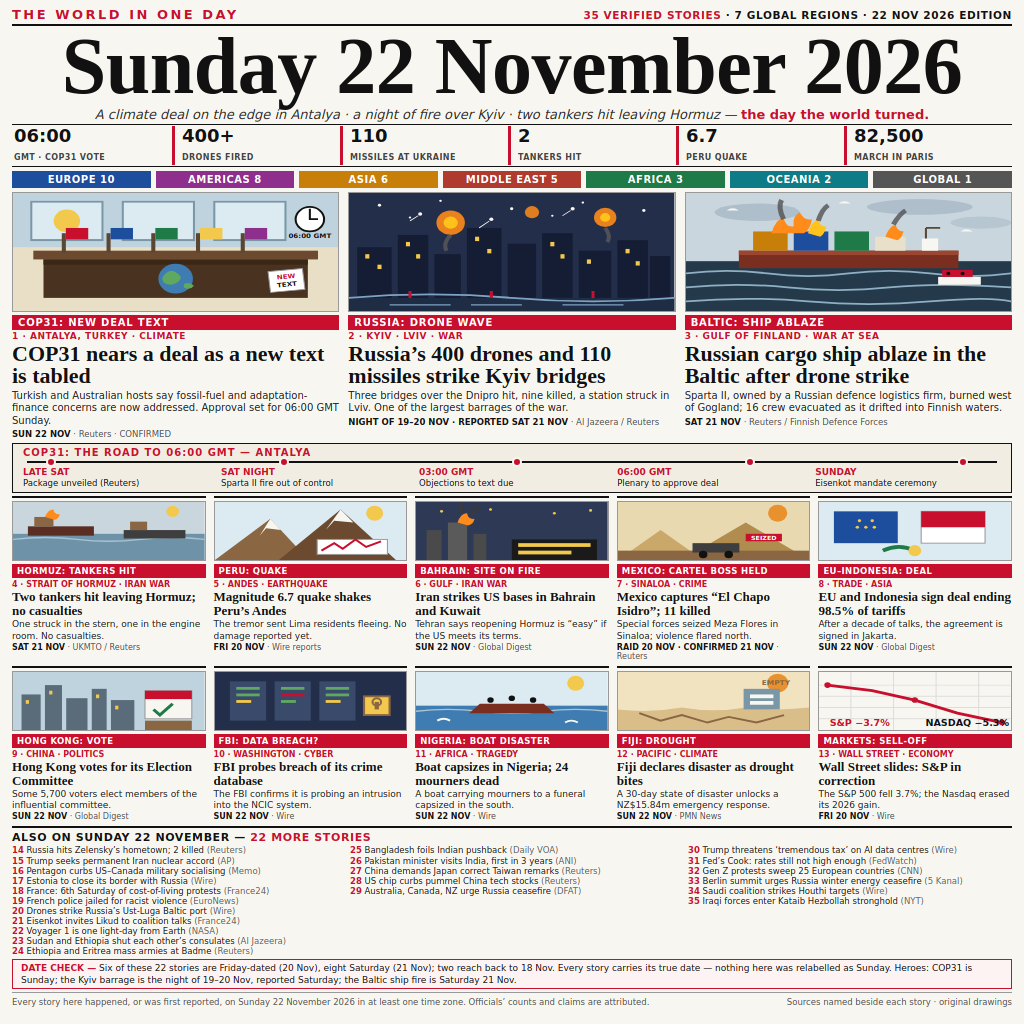 THE WORLD IN ONE DAY
35 VERIFIED STORIES · 7 GLOBAL REGIONS · 22 NOV 2026 EDITION
Sunday 22 November 2026
A climate deal on the edge in Antalya · a night of fire over Kyiv · two tankers hit leaving Hormuz — the day the world turned.
06:00
GMT · COP31 VOTE
400+
DRONES FIRED
110
MISSILES AT UKRAINE
2
TANKERS HIT
6.7
PERU QUAKE
82,500
MARCH IN PARIS
EUROPE 10
AMERICAS 8
ASIA 6
MIDDLE EAST 5
AFRICA 3
OCEANIA 2
GLOBAL 1
06:00 GMT
NEW
TEXT
COP31: NEW DEAL TEXT
1 · ANTALYA, TURKEY · CLIMATE
COP31 nears a deal as a new text
is tabled
Turkish and Australian hosts say fossil-fuel and adaptation-
finance concerns are now addressed. Approval set for 06:00 GMT
Sunday.
SUN 22 NOV · Reuters · CONFIRMED
RUSSIA: DRONE WAVE
2 · KYIV · LVIV · WAR
Russia’s 400 drones and 110
missiles strike Kyiv bridges
Three bridges over the Dnipro hit, nine killed, a station struck in
Lviv. One of the largest barrages of the war.
NIGHT OF 19–20 NOV · REPORTED SAT 21 NOV · Al Jazeera / Reuters
BALTIC: SHIP ABLAZE
3 · GULF OF FINLAND · WAR AT SEA
Russian cargo ship ablaze in the
Baltic after drone strike
Sparta II, owned by a Russian defence logistics firm, burned west
of Gogland; 16 crew evacuated as it drifted into Finnish waters.
SAT 21 NOV · Reuters / Finnish Defence Forces
COP31: THE ROAD TO 06:00 GMT — ANTALYA
LATE SAT
Package unveiled (Reuters)
SAT NIGHT
Sparta II fire out of control
03:00 GMT
Objections to text due
06:00 GMT
Plenary to approve deal
SUNDAY
Eisenkot mandate ceremony
HORMUZ: TANKERS HIT
4 · STRAIT OF HORMUZ · IRAN WAR
Two tankers hit leaving Hormuz;
no casualties
One struck in the stern, one in the engine
room. No casualties.
SAT 21 NOV · UKMTO / Reuters
PERU: QUAKE
5 · ANDES · EARTHQUAKE
Magnitude 6.7 quake shakes
Peru’s Andes
The tremor sent Lima residents fleeing. No
damage reported yet.
FRI 20 NOV · Wire reports
BAHRAIN: SITE ON FIRE
6 · GULF · IRAN WAR
Iran strikes US bases in Bahrain
and Kuwait
Tehran says reopening Hormuz is “easy” if
the US meets its terms.
SUN 22 NOV · Global Digest
SEIZED
MEXICO: CARTEL BOSS HELD
7 · SINALOA · CRIME
Mexico captures “El Chapo
Isidro”; 11 killed
Special forces seized Meza Flores in
Sinaloa; violence flared north.
RAID 20 NOV · CONFIRMED 21 NOV ·
Reuters
EU–INDONESIA: DEAL
8 · TRADE · ASIA
EU and Indonesia sign deal ending
98.5% of tariffs
After a decade of talks, the agreement is
signed in Jakarta.
SUN 22 NOV · Global Digest
HONG KONG: VOTE
9 · CHINA · POLITICS
Hong Kong votes for its Election
Committee
Some 5,700 voters elect members of the
influential committee.
SUN 22 NOV · Global Digest
FBI: DATA BREACH?
10 · WASHINGTON · CYBER
FBI probes breach of its crime
database
The FBI confirms it is probing an intrusion
into the NCIC system.
SUN 22 NOV · Wire
NIGERIA: BOAT DISASTER
11 · AFRICA · TRAGEDY
Boat capsizes in Nigeria; 24
mourners dead
A boat carrying mourners to a funeral
capsized in the south.
SUN 22 NOV · Wire
EMPTY
FIJI: DROUGHT
12 · PACIFIC · CLIMATE
Fiji declares disaster as drought
bites
A 30-day state of disaster unlocks a
NZ$15.84m emergency response.
SUN 22 NOV · PMN News
S&P −3.7%
NASDAQ −5.3%
MARKETS: SELL-OFF
13 · WALL STREET · ECONOMY
Wall Street slides: S&P in
correction
The S&P 500 fell 3.7%; the Nasdaq erased
its 2026 gain.
FRI 20 NOV · Wire
ALSO ON SUNDAY 22 NOVEMBER — 22 MORE STORIES
14 Russia hits Zelensky’s hometown; 2 killed (Reuters)
15 Trump seeks permanent Iran nuclear accord (AP)
16 Pentagon curbs US–Canada military socialising (Memo)
17 Estonia to close its border with Russia (Wire)
18 France: 6th Saturday of cost-of-living protests (France24)
19 French police jailed for racist violence (EuroNews)
20 Drones strike Russia’s Ust-Luga Baltic port (Wire)
21 Eisenkot invites Likud to coalition talks (France24)
22 Voyager 1 is one light-day from Earth (NASA)
23 Sudan and Ethiopia shut each other’s consulates (Al Jazeera)
24 Ethiopia and Eritrea mass armies at Badme (Reuters)
25 Bangladesh foils Indian pushback (Daily VOA)
26 Pakistan minister visits India, first in 3 years (ANI)
27 China demands Japan correct Taiwan remarks (Reuters)
28 US chip curbs pummel China tech stocks (Reuters)
29 Australia, Canada, NZ urge Russia ceasefire (DFAT)
30 Trump threatens ‘tremendous tax’ on AI data centres (Wire)
31 Fed’s Cook: rates still not high enough (FedWatch)
32 Gen Z protests sweep 25 European countries (CNN)
33 Berlin summit urges Russia winter energy ceasefire (5 Kanal)
34 Saudi coalition strikes Houthi targets (Wire)
35 Iraqi forces enter Kataib Hezbollah stronghold (NYT)
DATE CHECK — Six of these 22 stories are Friday-dated (20 Nov), eight Saturday (21 Nov); two reach back to 18 Nov. Every story carries its true date — nothing here was relabelled as Sunday. Heroes: COP31 is
Sunday; the Kyiv barrage is the night of 19–20 Nov, reported Saturday; the Baltic ship fire is Saturday 21 Nov.
Every story here happened, or was first reported, on Sunday 22 November 2026 in at least one time zone. Officials’ counts and claims are attributed.
Sources named beside each story · original drawings